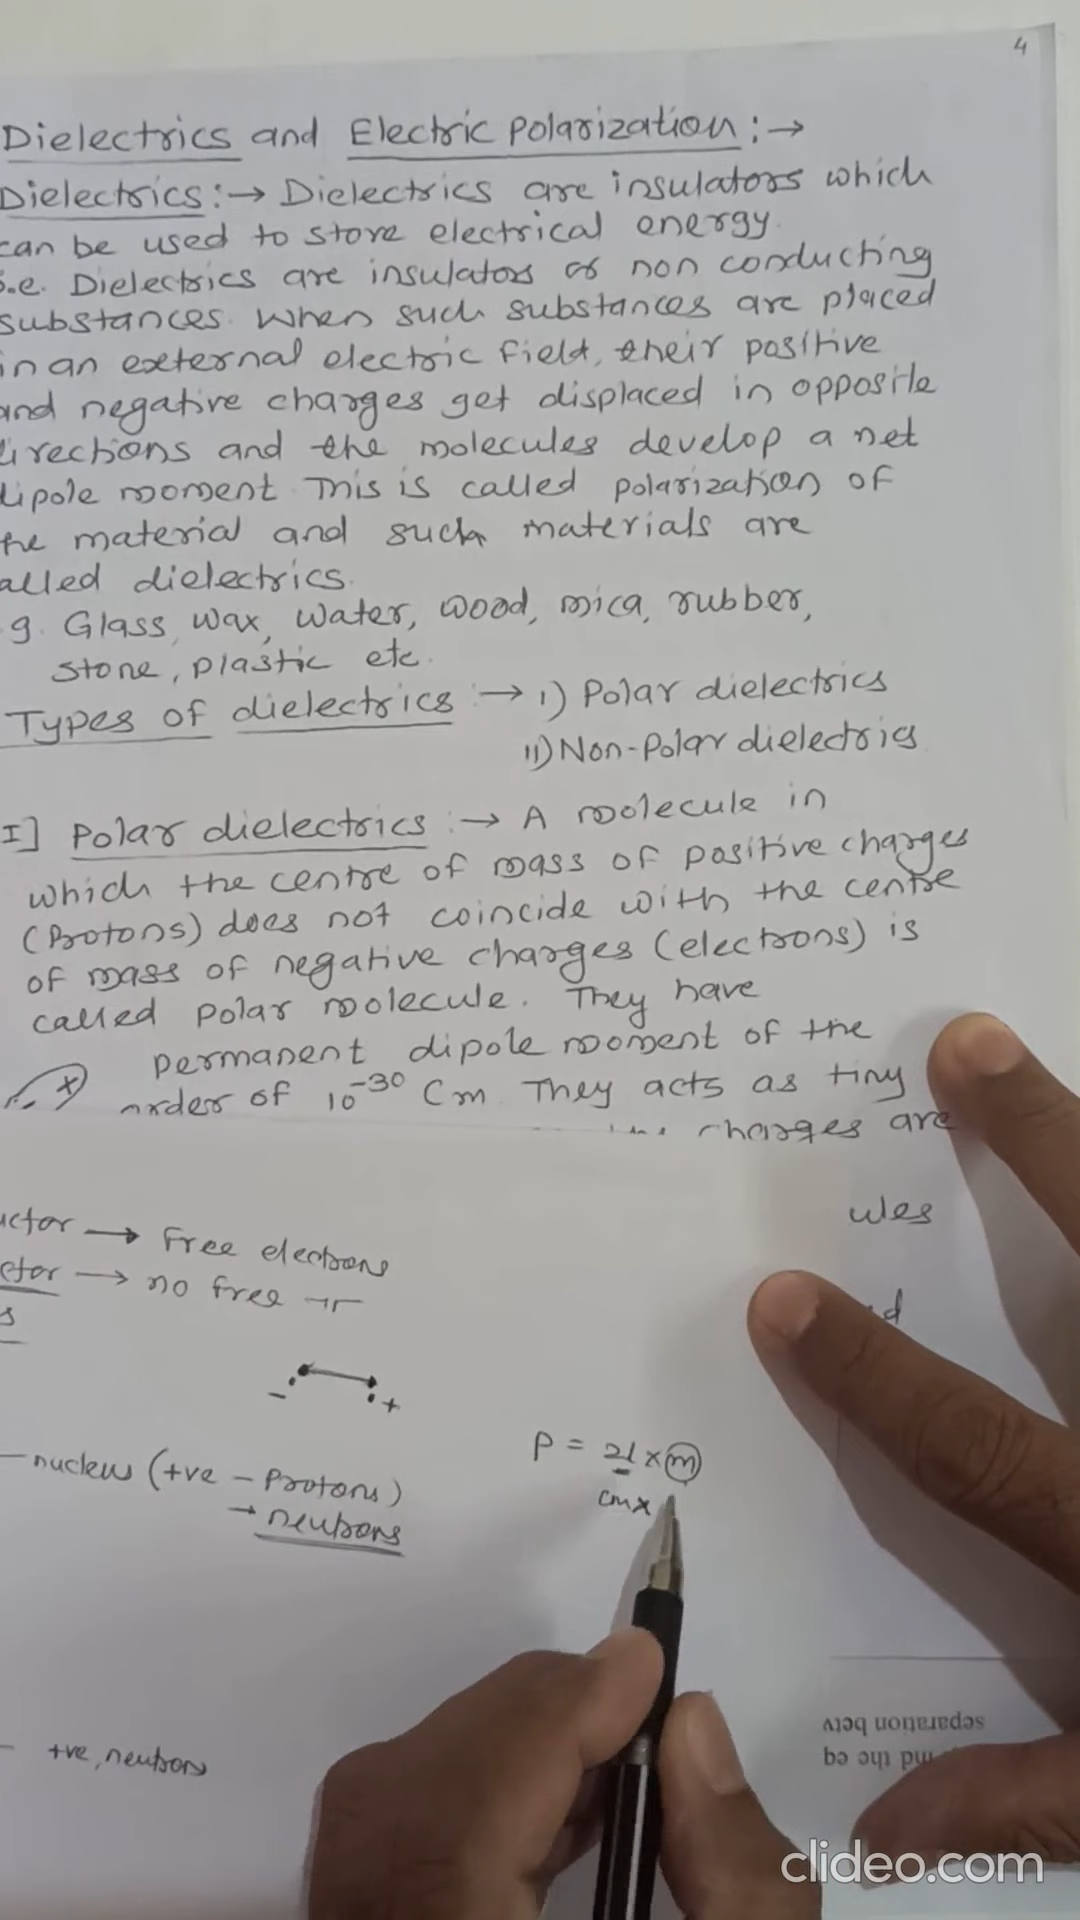 4
Dielectrics and Electric Polarization:→
Dielectrics:→ Dielectrics are insulators which
can be used to store electrical energy.
i.e. Dielectrics are insulators or non conducting
substances. When such substances are placed
in an external electric field, their positive
and negative charges get displaced in opposite
directions and the molecules develop a net
dipole moment. This is called polarization of
the material and such materials are
called dielectrics.
g. Glass, wax, water, wood, mica, rubber,
stone, plastic etc.
Types of dielectrics → i) Polar dielectrics
ii) Non-Polar dielectrics
I] Polar dielectrics :→ A molecule in
which the centre of mass of positive charges
(Protons) does not coincide with the centre
of mass of negative charges (electrons) is
called polar molecule. They have
permanent dipole moment of the
+ order of 10⁻³⁰ Cm. They acts as tiny
charges are
ules
uctor → Free electrons
ctor → no free
s
- +
P = 2l × m
nucleus (+ve - Protons) cm×
→ neutrons
separation betw
nd the eq
+ve, neutrons
clideo.com